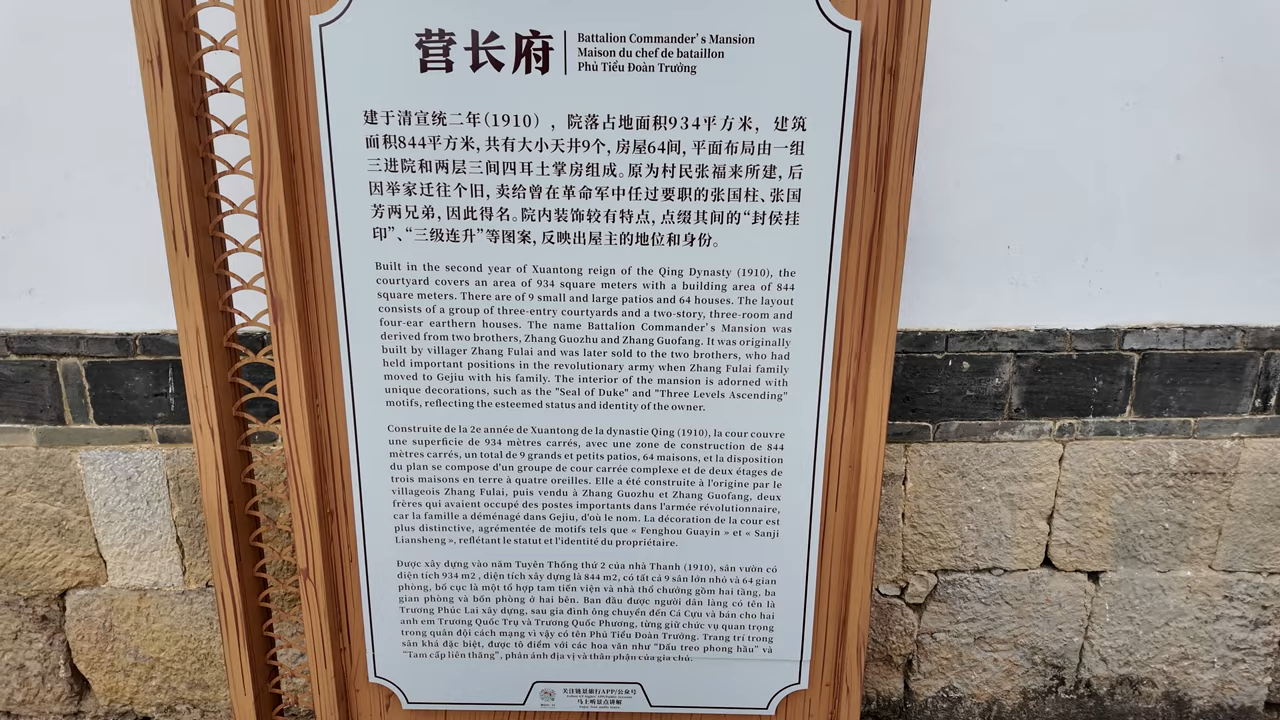 营长府
Battalion Commander's Mansion
Maison du chef de bataillon
Phủ Tiểu Đoàn Trưởng
建于清宣统二年(1910)，院落占地面积934平方米，建筑
面积844平方米,共有大小天井9个,房屋64间,平面布局由一组
三进院和两层三间四耳土掌房组成。原为村民张福来所建,后
因举家迁往个旧,卖给曾在革命军中任过要职的张国柱、张国
芳两兄弟,因此得名。院内装饰较有特点,点缀其间的“封侯挂
印”、“三级连升”等图案,反映出屋主的地位和身份。
Built in the second year of Xuantong reign of the Qing Dynasty (1910), the
courtyard covers an area of 934 square meters with a building area of 844
square meters. There are of 9 small and large patios and 64 houses. The layout
consists of a group of three-entry courtyards and a two-story, three-room and
four-ear earthern houses. The name Battalion Commander's Mansion was
derived from two brothers, Zhang Guozhu and Zhang Guofang. It was originally
built by villager Zhang Fulai and was later sold to the two brothers, who had
held important positions in the revolutionary army when Zhang Fulai family
moved to Gejiu with his family. The interior of the mansion is adorned with
unique decorations, such as the "Seal of Duke" and "Three Levels Ascending"
motifs, reflecting the esteemed status and identity of the owner.
Construite de la 2e année de Xuantong de la dynastie Qing (1910), la cour couvre
une superficie de 934 mètres carrés, avec une zone de construction de 844
mètres carrés, un total de 9 grands et petits patios, 64 maisons, et la disposition
du plan se compose d'un groupe de cour carrée complexe et de deux étages de
trois maisons en terre à quatre oreilles. Elle a été construite à l'origine par le
villageois Zhang Fulai, puis vendu à Zhang Guozhu et Zhang Guofang, deux
frères qui avaient occupé des postes importants dans l'armée révolutionnaire,
car la famille a déménagé dans Gejiu, d'où le nom. La décoration de la cour est
plus distinctive, agrémentée de motifs tels que « Fenghou Guayin » et « Sanji
Liansheng », reflétant le statut et l'identité du propriétaire.
Được xây dựng vào năm Tuyên Thống thứ 2 của nhà Thanh (1910), sân vườn có
diện tích 934 m2 , diện tích xây dựng là 844 m2, có tất cả 9 sân lớn nhỏ và 64 gian
phòng, bố cục là một tổ hợp tam tiến viện và nhà thổ chưởng gồm hai tầng, ba
gian phòng và bốn phòng ở hai bên. Ban đầu được người dân làng có tên là
Trương Phúc Lai xây dựng, sau gia đình ông chuyển đến Cá Cựu và bán cho hai
anh em Trương Quốc Trụ và Trương Quốc Phương, từng giữ chức vụ quan trọng
trong quân đội cách mạng vì vậy có tên Phủ Tiểu Đoàn Trưởng. Trang trí trong
sân khá đặc biệt, được tô điểm với các hoa văn như “Dấu treo phong hầu” và
“Tam cấp liên thăng”, phản ánh địa vị và thân phận của gia chủ.
关注链景旅行APP/公众号
马上听景点讲解